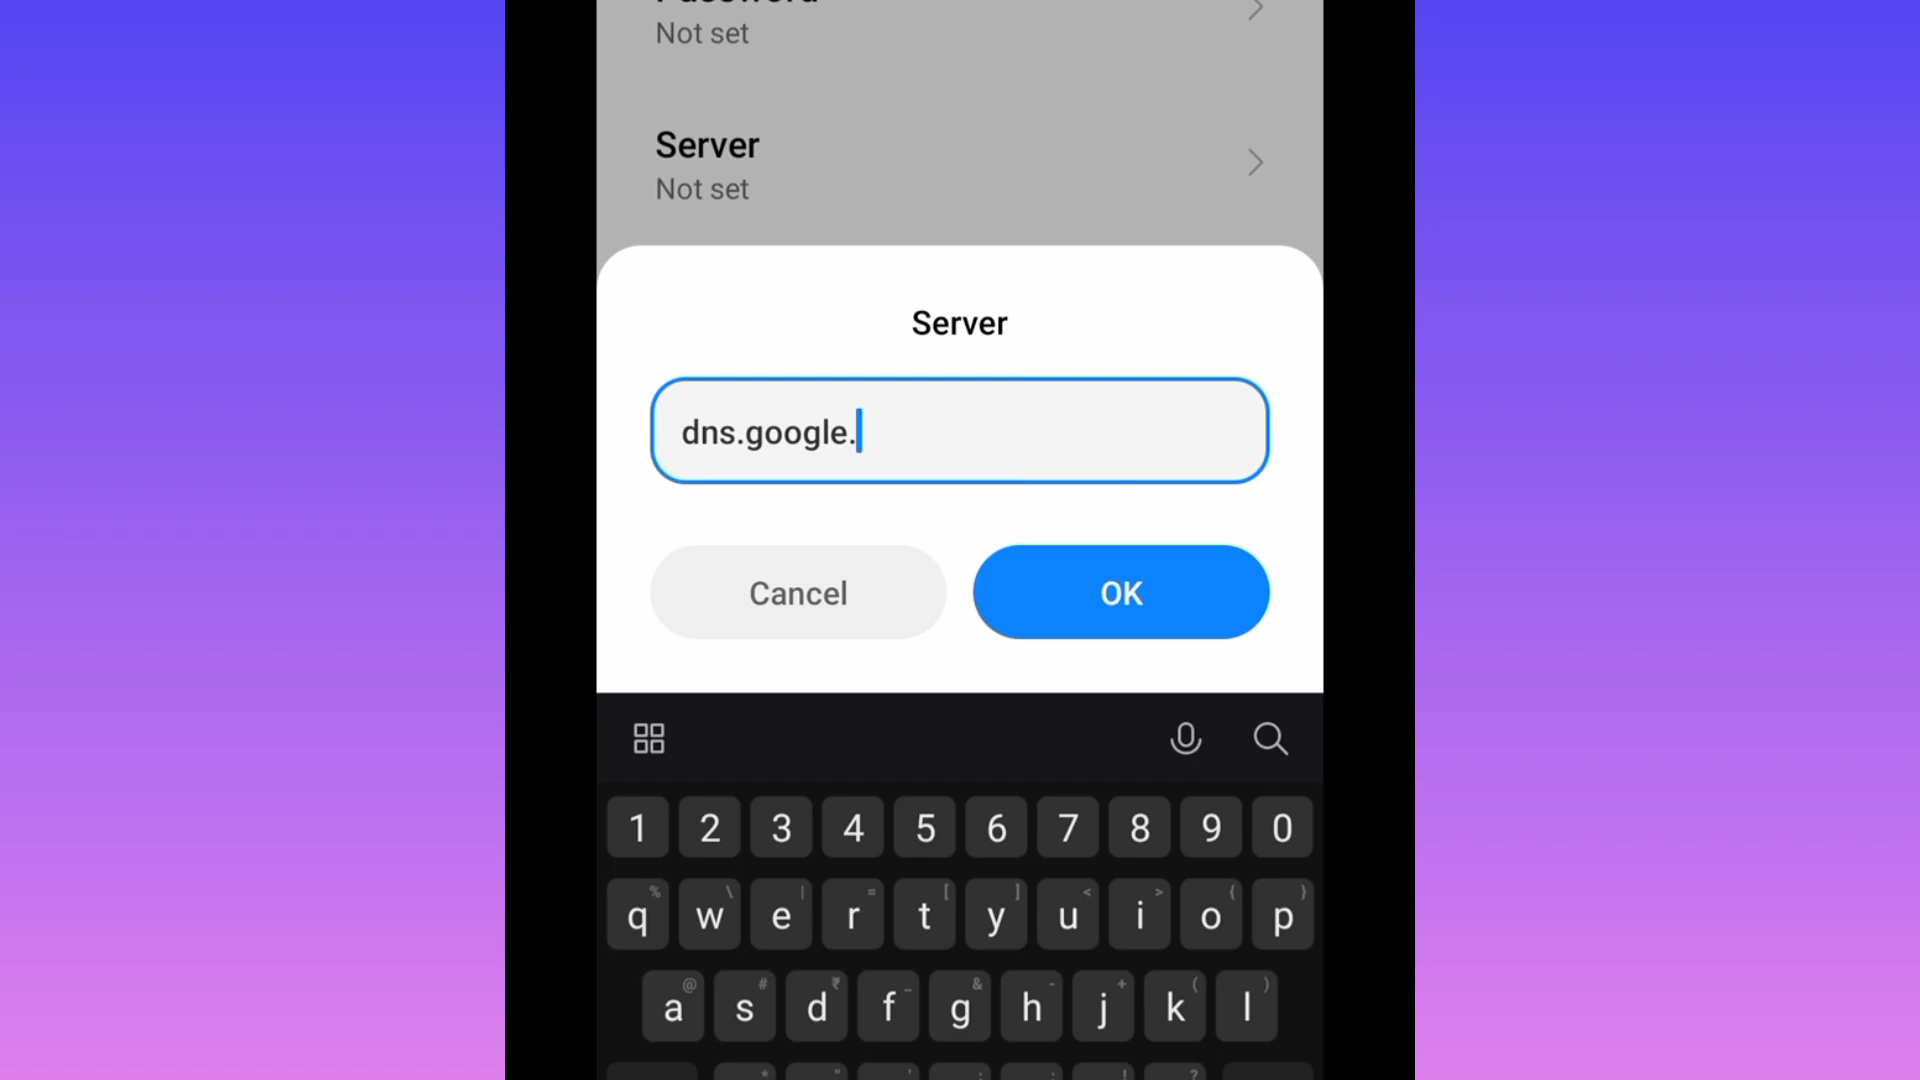 Password
Not set
Server
Not set
Server
dns.google.
Cancel
OK
1 2 3 4 5 6 7 8 9 0
% \ | = [ ] < > { }
q w e r t y u i o p
@ # ₹ _ & - + ( )
a s d f g h j k l
* " ' : ; ! ?